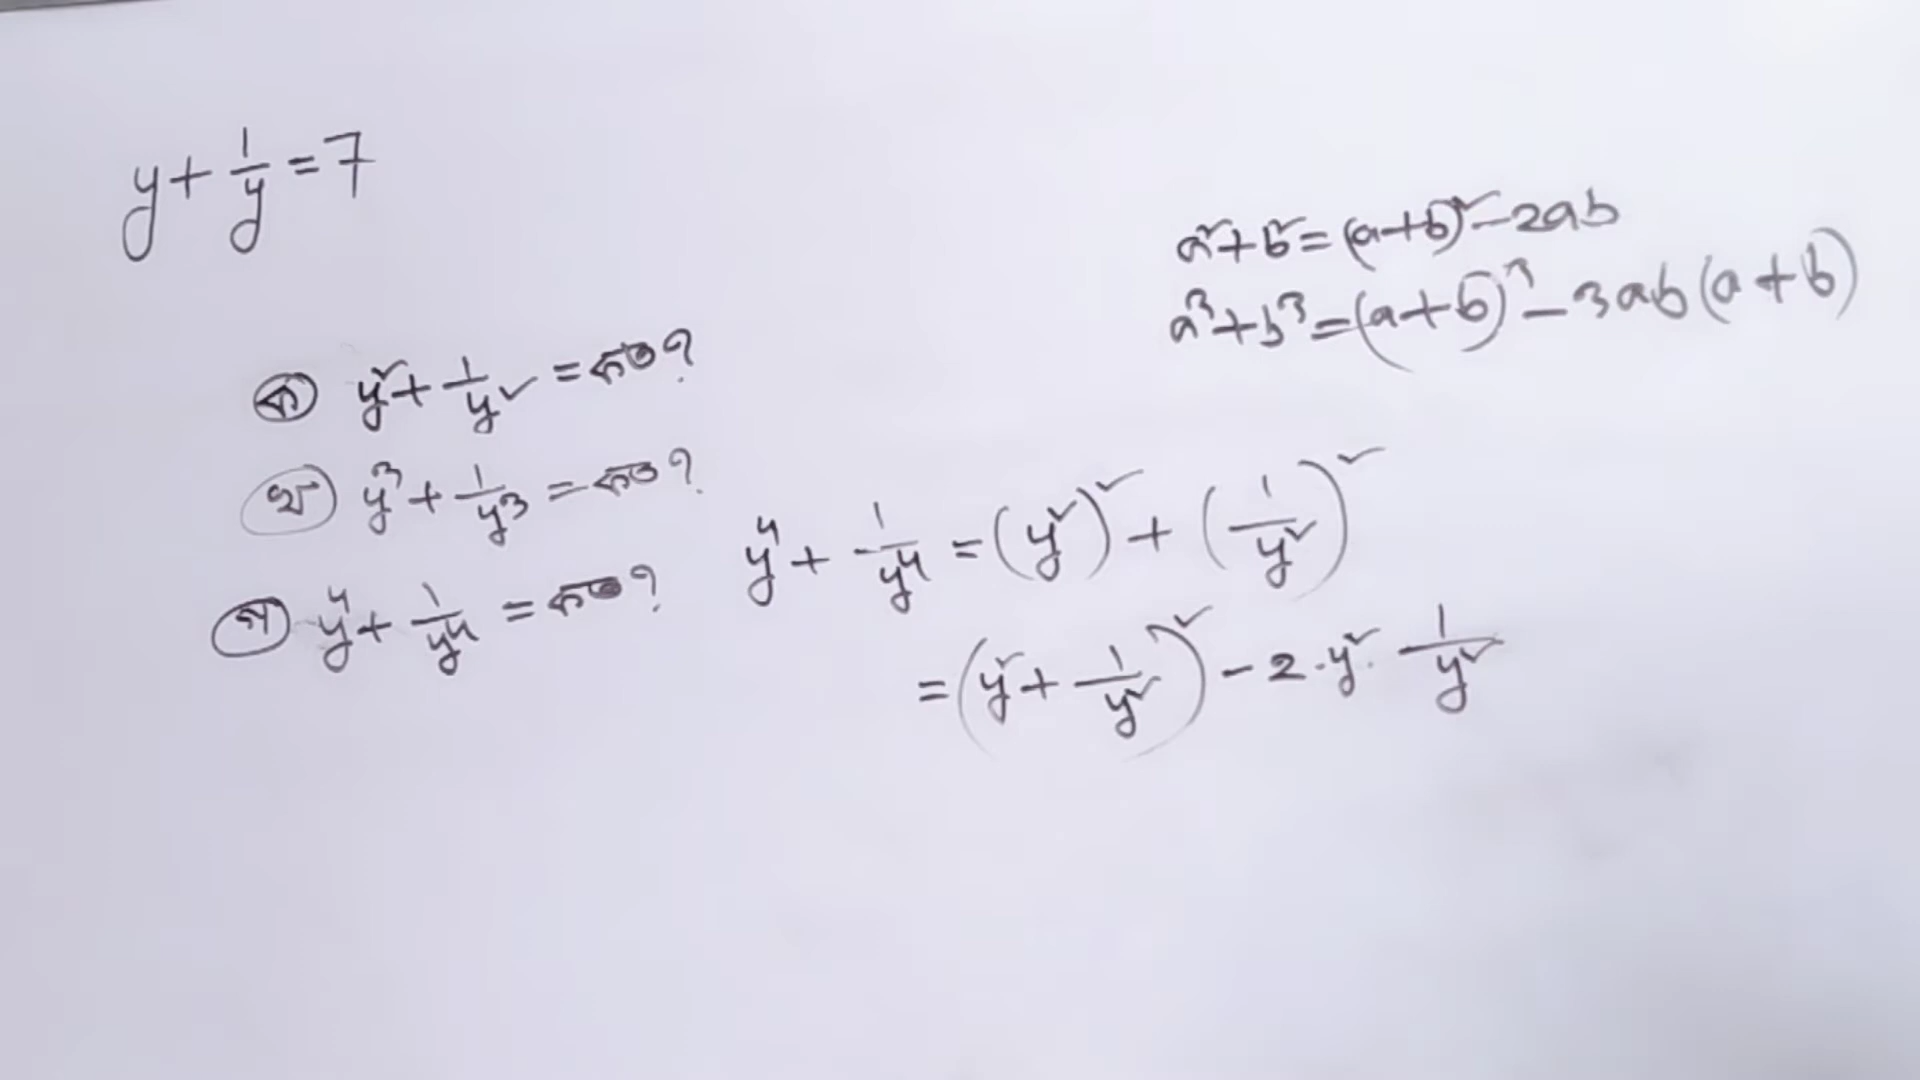 y + 1/y = 7
a² + b² = (a+b)² - 2ab
a³ + b³ = (a+b)³ - 3ab(a+b)
ক y² + 1/y² = কত?
খ y³ + 1/y³ = কত?
গ y⁴ + 1/y⁴ = কত?
y⁴ + 1/y⁴ = (y²)² + (1/y²)²
= (y² + 1/y²)² - 2·y²·1/y²